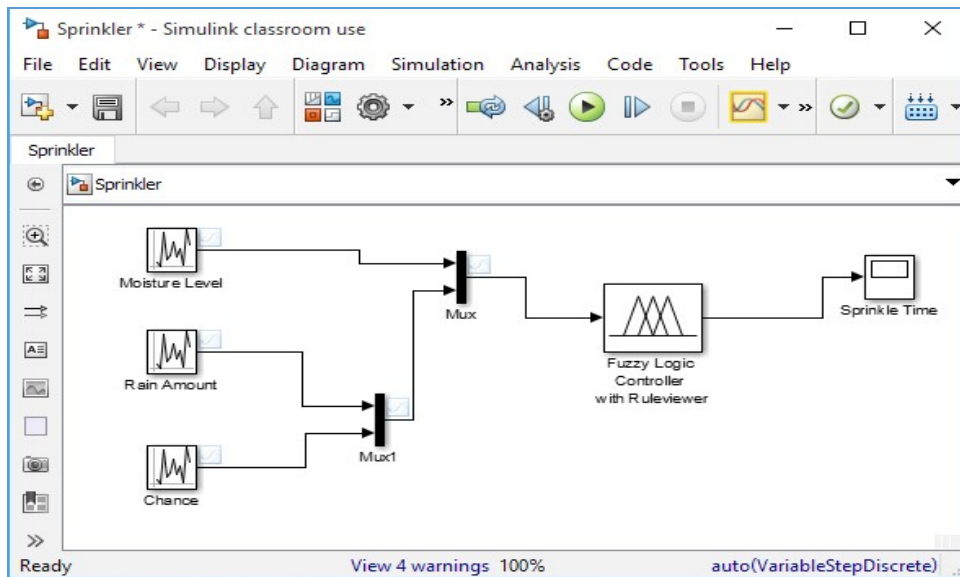 Sprinkler * - Simulink classroom use
File Edit View Display Diagram Simulation Analysis Code Tools Help
Sprinkler
Sprinkler
Moisture Level
Mux
Sprinkle Time
Rain Amount
Fuzzy Logic
Controller
with Ruleviewer
Mux1
Chance
Ready View 4 warnings 100% auto(VariableStepDiscrete)